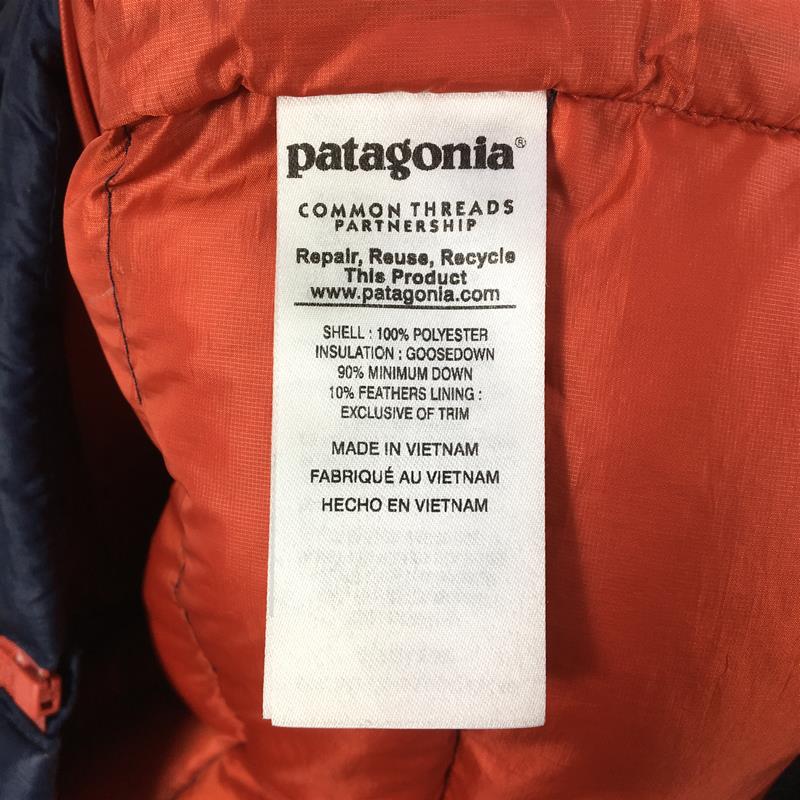 patagonia®
COMMON THREADS
PARTNERSHIP
Repair, Reuse, Recycle
This Product
www.patagonia.com
SHELL : 100% POLYESTER
INSULATION : GOOSEDOWN
90% MINIMUM DOWN
10% FEATHERS LINING :
EXCLUSIVE OF TRIM
MADE IN VIETNAM
FABRIQUÉ AU VIETNAM
HECHO EN VIETNAM